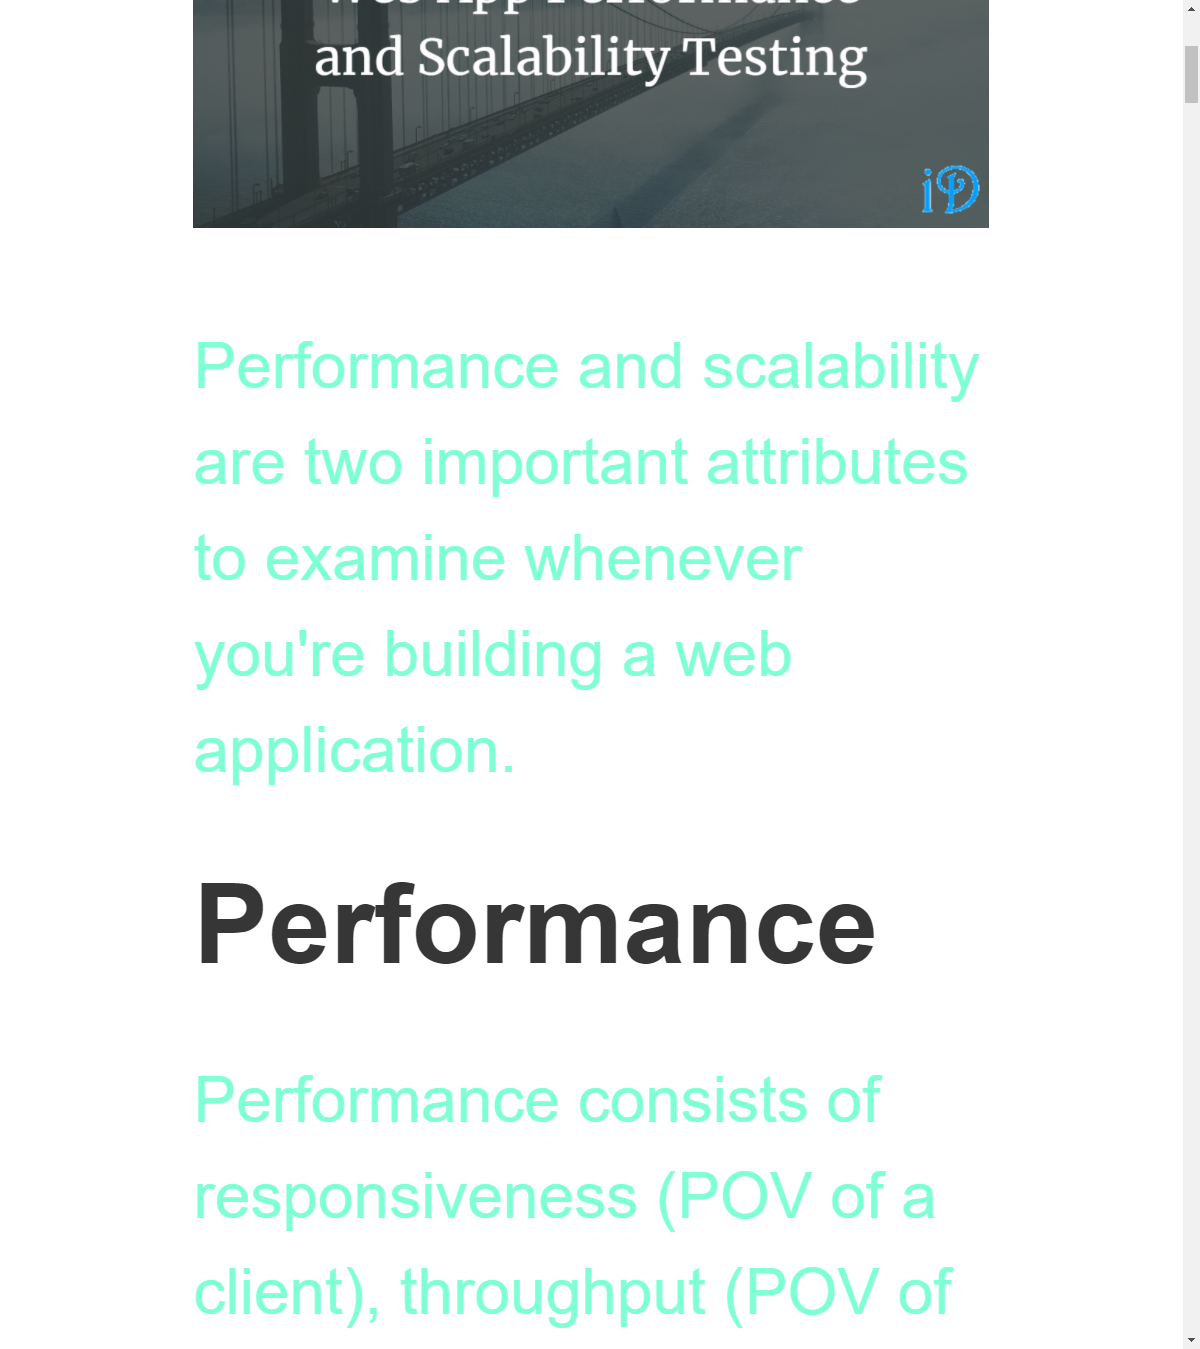 and Scalability Testing
iD
Performance and scalability
are two important attributes
to examine whenever
you're building a web
application.
Performance
Performance consists of
responsiveness (POV of a
client), throughput (POV of